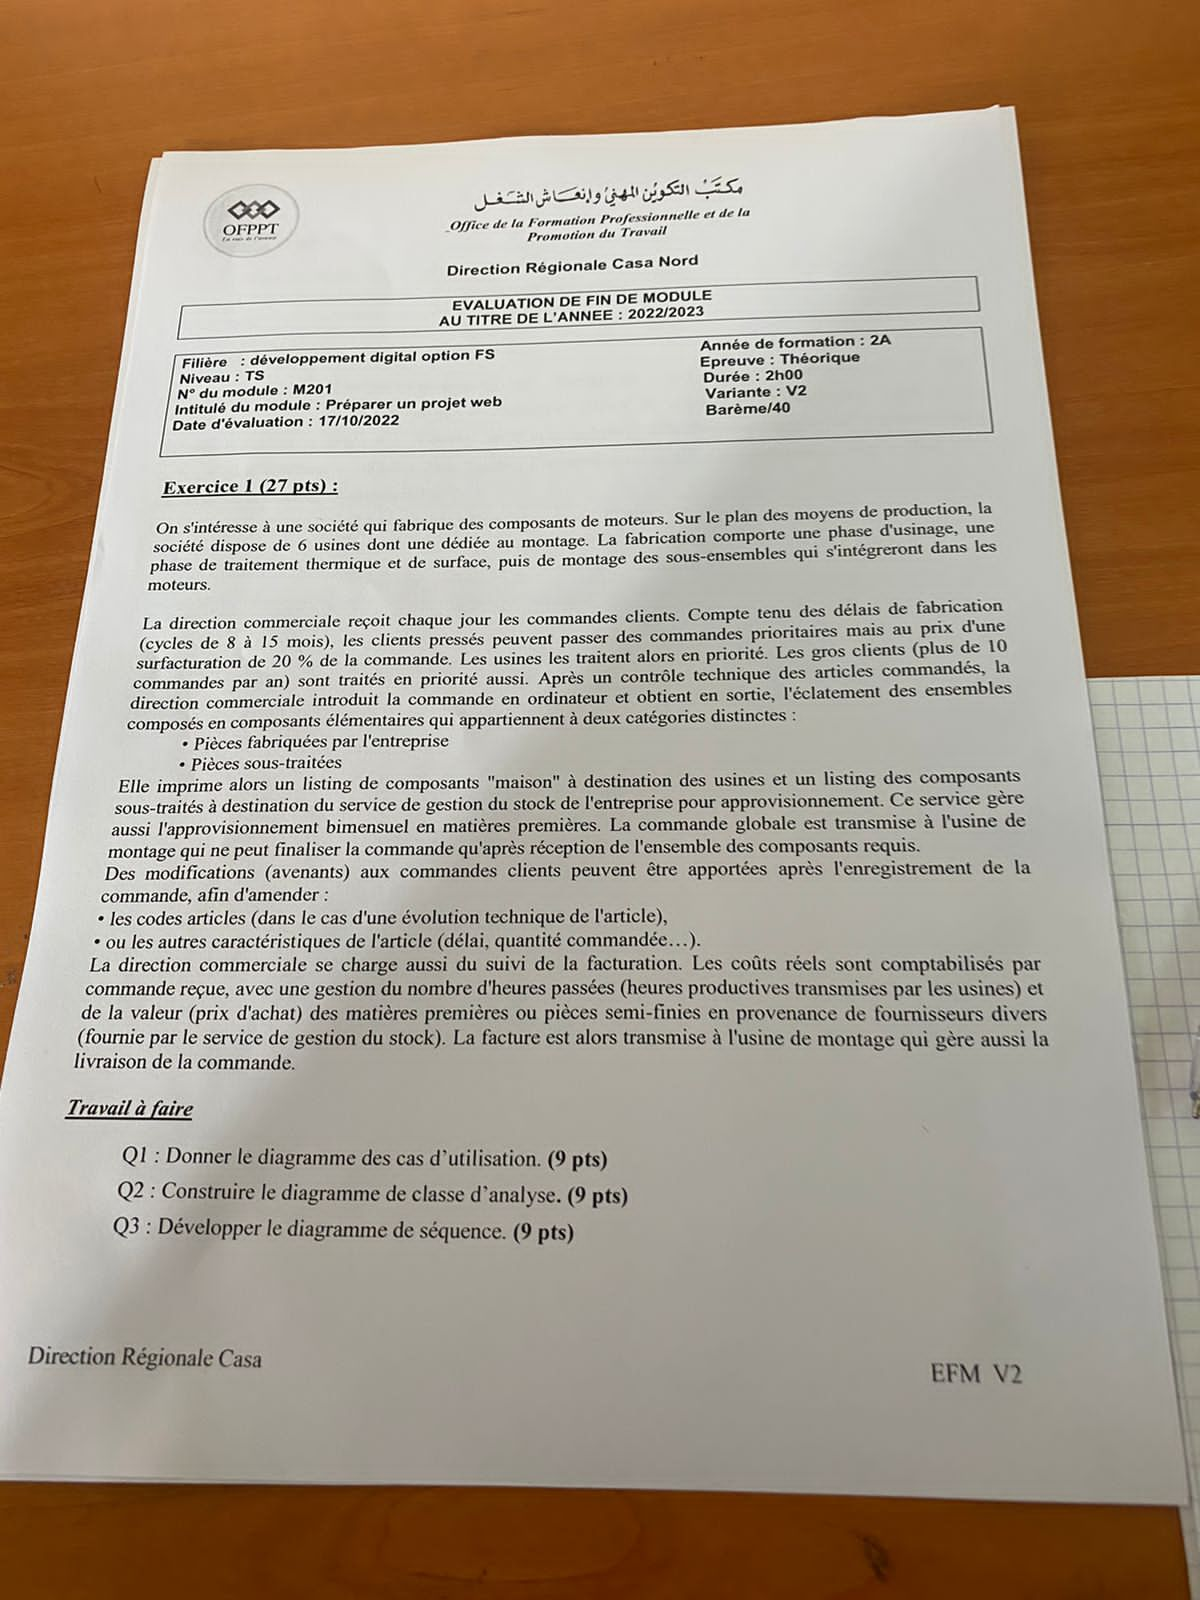 مكتب التكوين المهني وإنعاش الشغل
Office de la Formation Professionnelle et de la
Promotion du Travail
OFPPT
La voie de l'avenir
Direction Régionale Casa Nord
EVALUATION DE FIN DE MODULE
AU TITRE DE L'ANNEE : 2022/2023
Filière : développement digital option FS
Niveau : TS
N° du module : M201
Intitulé du module : Préparer un projet web
Date d'évaluation : 17/10/2022
Année de formation : 2A
Epreuve : Théorique
Durée : 2h00
Variante : V2
Barème/40
Exercice 1 (27 pts) :
On s'intéresse à une société qui fabrique des composants de moteurs. Sur le plan des moyens de production, la
société dispose de 6 usines dont une dédiée au montage. La fabrication comporte une phase d'usinage, une
phase de traitement thermique et de surface, puis de montage des sous-ensembles qui s'intégreront dans les
moteurs.
La direction commerciale reçoit chaque jour les commandes clients. Compte tenu des délais de fabrication
(cycles de 8 à 15 mois), les clients pressés peuvent passer des commandes prioritaires mais au prix d'une
surfacturation de 20 % de la commande. Les usines les traitent alors en priorité. Les gros clients (plus de 10
commandes par an) sont traités en priorité aussi. Après un contrôle technique des articles commandés, la
direction commerciale introduit la commande en ordinateur et obtient en sortie, l'éclatement des ensembles
composés en composants élémentaires qui appartiennent à deux catégories distinctes :
• Pièces fabriquées par l'entreprise
• Pièces sous-traitées
Elle imprime alors un listing de composants "maison" à destination des usines et un listing des composants
sous-traités à destination du service de gestion du stock de l'entreprise pour approvisionnement. Ce service gère
aussi l'approvisionnement bimensuel en matières premières. La commande globale est transmise à l'usine de
montage qui ne peut finaliser la commande qu'après réception de l'ensemble des composants requis.
Des modifications (avenants) aux commandes clients peuvent être apportées après l'enregistrement de la
commande, afin d'amender :
• les codes articles (dans le cas d'une évolution technique de l'article),
• ou les autres caractéristiques de l'article (délai, quantité commandée…).
La direction commerciale se charge aussi du suivi de la facturation. Les coûts réels sont comptabilisés par
commande reçue, avec une gestion du nombre d'heures passées (heures productives transmises par les usines) et
de la valeur (prix d'achat) des matières premières ou pièces semi-finies en provenance de fournisseurs divers
(fournie par le service de gestion du stock). La facture est alors transmise à l'usine de montage qui gère aussi la
livraison de la commande.
Travail à faire
Q1 : Donner le diagramme des cas d'utilisation. (9 pts)
Q2 : Construire le diagramme de classe d'analyse. (9 pts)
Q3 : Développer le diagramme de séquence. (9 pts)
Direction Régionale Casa
EFM V2